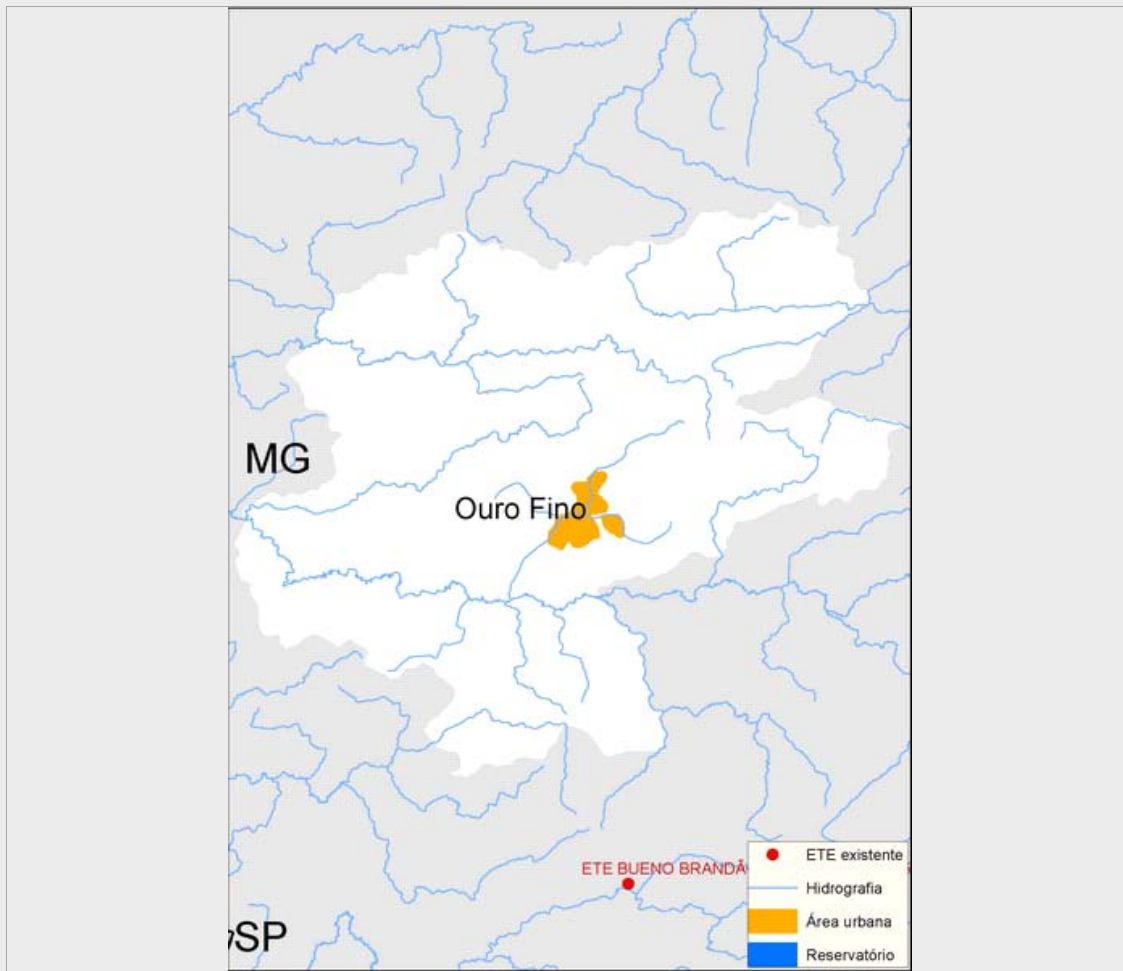 MG
Ouro Fino
ETE BUENO BRANDÃ
ETE existente
Hidrografia
Área urbana
Reservatório
SP